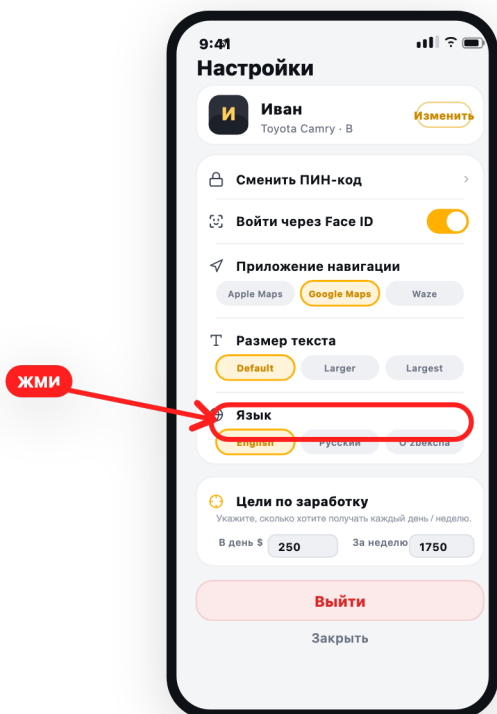 9:41
Настройки
И
Иван
Toyota Camry · B
Изменить
Сменить ПИН-код
Войти через Face ID
Приложение навигации
Apple Maps Google Maps Waze
T Размер текста
Default Larger Largest
ЖМИ
Язык
English Русский O'zbekcha
Цели по заработку
Укажите, сколько хотите получать каждый день / неделю.
В день $ 250 За неделю 1750
Выйти
Закрыть